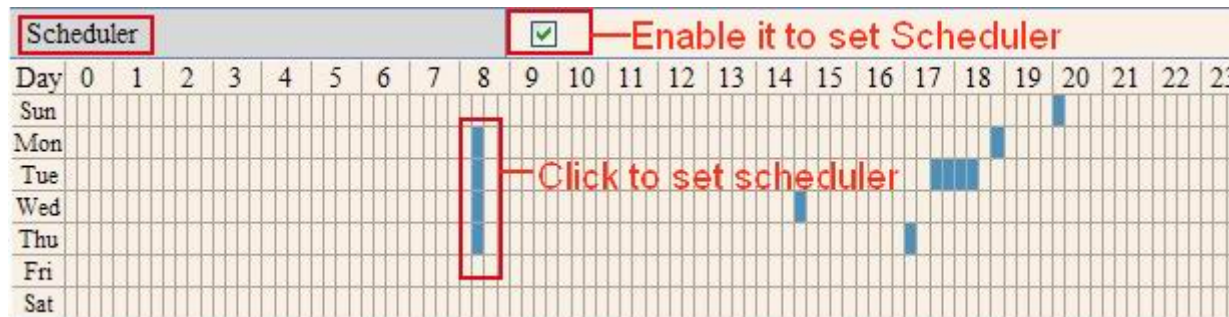 Scheduler Enable it to set Scheduler
Day 0 1 2 3 4 5 6 7 8 9 10 11 12 13 14 15 16 17 18 19 20 21 22
Sun
Mon
Tue Click to set scheduler
Wed
Thu
Fri
Sat